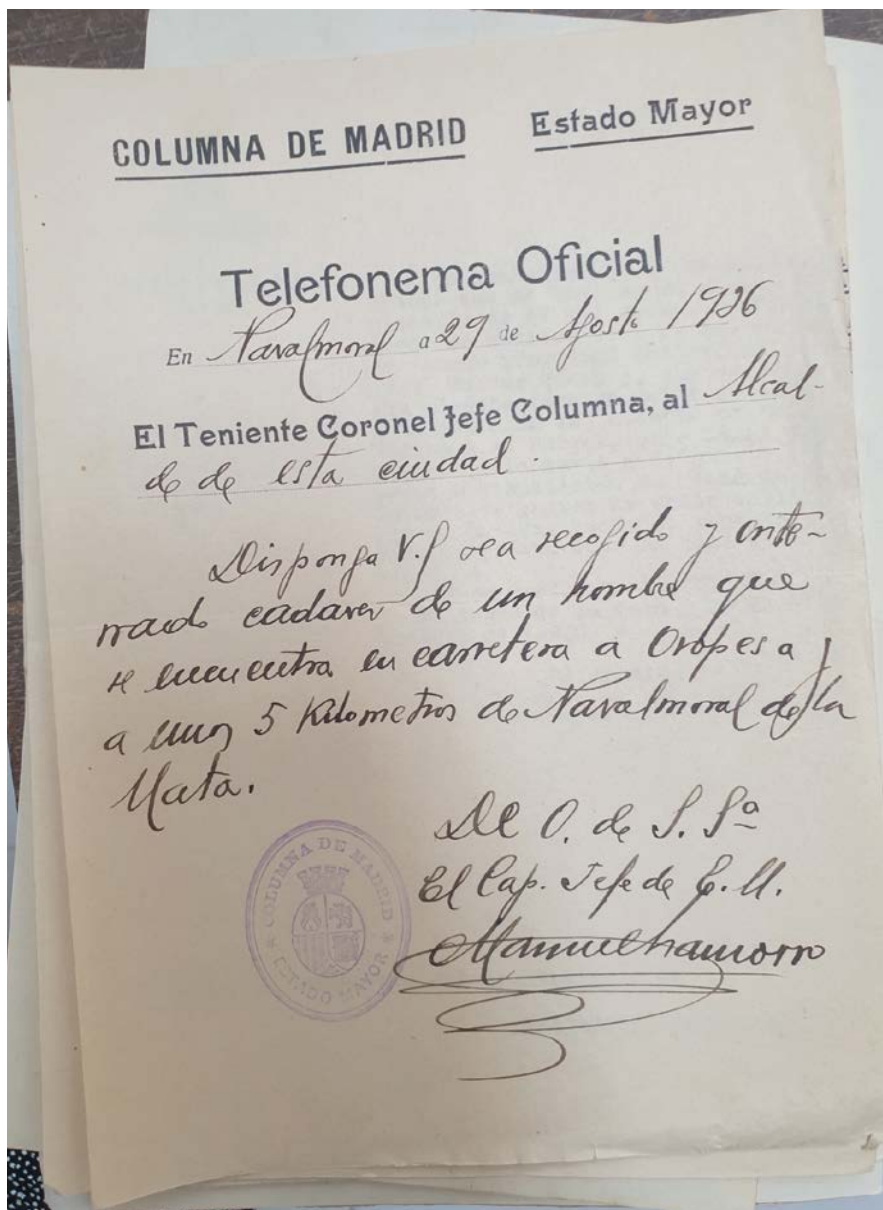 COLUMNA DE MADRID Estado Mayor
Telefonema Oficial
En Navalmoral a 29 de Agosto 1936
El Teniente Coronel Jefe Columna, al Alcal-
de de esta ciudad.
Disponga V.S sea recogido y ente-
rrado cadaver de un hombre que
se encuentra en carretera a Oropesa y
a unos 5 Kilometros de Navalmoral de la
Mata.
De O. de S. Sª
El Cap. Jefe de E.M.
Manuel Chamorro
COLUMNA DE MADRID
ESTADO MAYOR